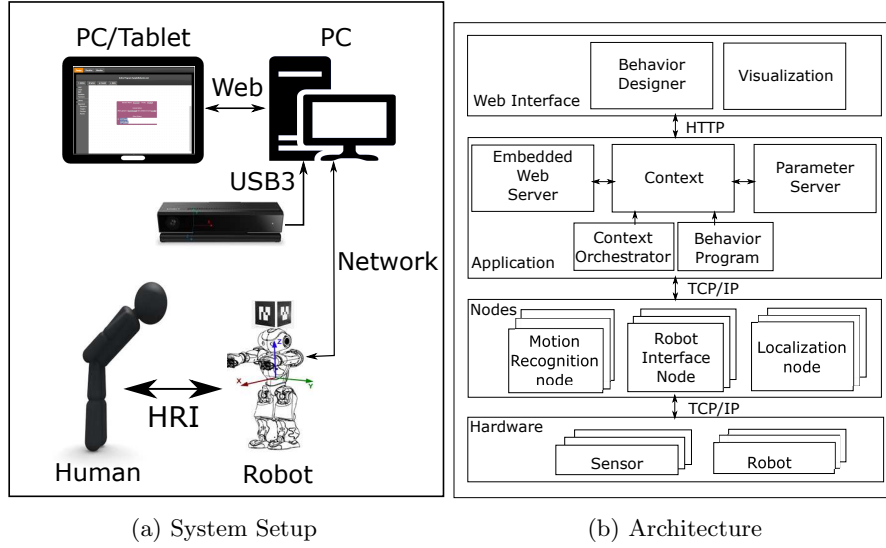 PC/Tablet
PC
Web
USB3
Network
Z
X
Y
HRI
Human
Robot
(a) System Setup
Behavior
Designer
Visualization
Web Interface
HTTP
Embedded
Web
Server
Context
Parameter
Server
Context
Orchestrator
Behavior
Program
Application
TCP/IP
Nodes
Motion
Recognition
node
Robot
Interface
Node
Localization
node
TCP/IP
Hardware
Sensor
Robot
(b) Architecture